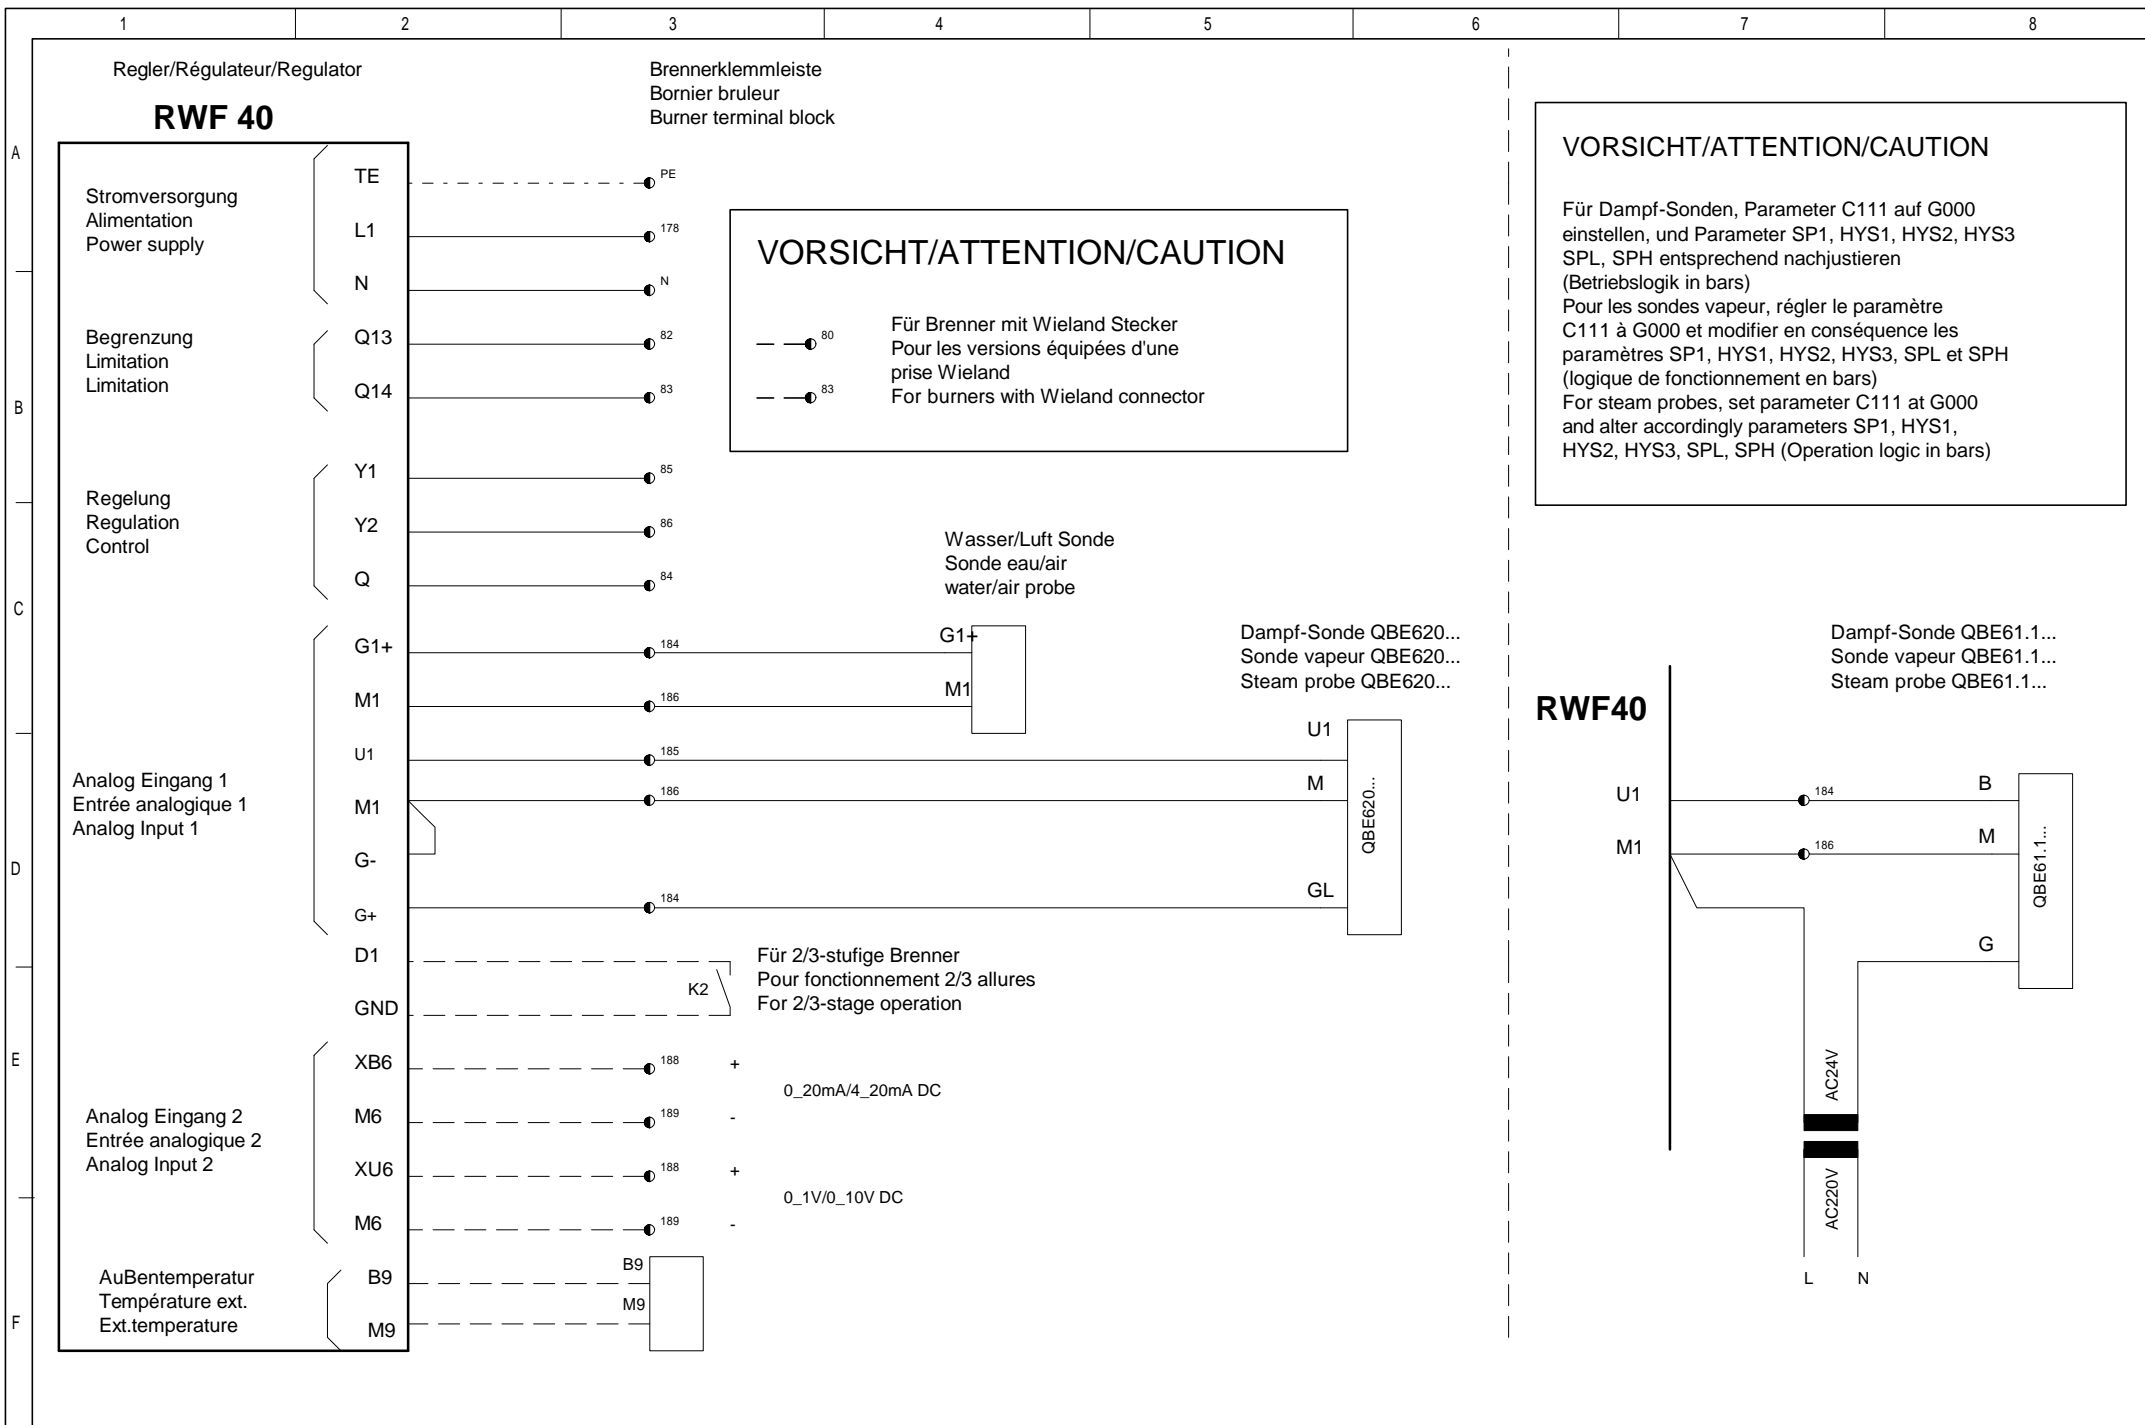 1 2 3 4 5 6 7 8
Regler/Régulateur/Regulator
RWF 40
Brennerklemmleiste
Bornier bruleur
Burner terminal block
A
B
C
D
E
F
Stromversorgung
Alimentation
Power supply
TE
PE
L1
178
N
N
Begrenzung
Limitation
Limitation
Q13
82
Q14
83
Regelung
Regulation
Control
Y1
85
Y2
86
Q
84
VORSICHT/ATTENTION/CAUTION
80
83
Für Brenner mit Wieland Stecker
Pour les versions équipées d'une
prise Wieland
For burners with Wieland connector
Analog Eingang 1
Entrée analogique 1
Analog Input 1
G1+
184
G1+
M1
186
M1
Wasser/Luft Sonde
Sonde eau/air
water/air probe
U1
185
U1
M1
186
M
G-
G+
184
GL
Dampf-Sonde QBE620...
Sonde vapeur QBE620...
Steam probe QBE620...
QBE620...
D1
GND
K2
Für 2/3-stufige Brenner
Pour fonctionnement 2/3 allures
For 2/3-stage operation
Analog Eingang 2
Entrée analogique 2
Analog Input 2
XB6
188
+
0_20mA/4_20mA DC
M6
189
-
XU6
188
+
0_1V/0_10V DC
M6
189
-
AuBentemperatur
Température ext.
Ext.temperature
B9
B9
M9
M9
VORSICHT/ATTENTION/CAUTION
Für Dampf-Sonden, Parameter C111 auf G000
einstellen, und Parameter SP1, HYS1, HYS2, HYS3
SPL, SPH entsprechend nachjustieren
(Betriebslogik in bars)
Pour les sondes vapeur, régler le paramètre
C111 à G000 et modifier en conséquence les
paramètres SP1, HYS1, HYS2, HYS3, SPL et SPH
(logique de fonctionnement en bars)
For steam probes, set parameter C111 at G000
and alter accordingly parameters SP1, HYS1,
HYS2, HYS3, SPL, SPH (Operation logic in bars)
Dampf-Sonde QBE61.1...
Sonde vapeur QBE61.1...
Steam probe QBE61.1...
RWF40
U1
184
B
M1
186
M
G
QBE61.1...
AC24V
AC220V
L N